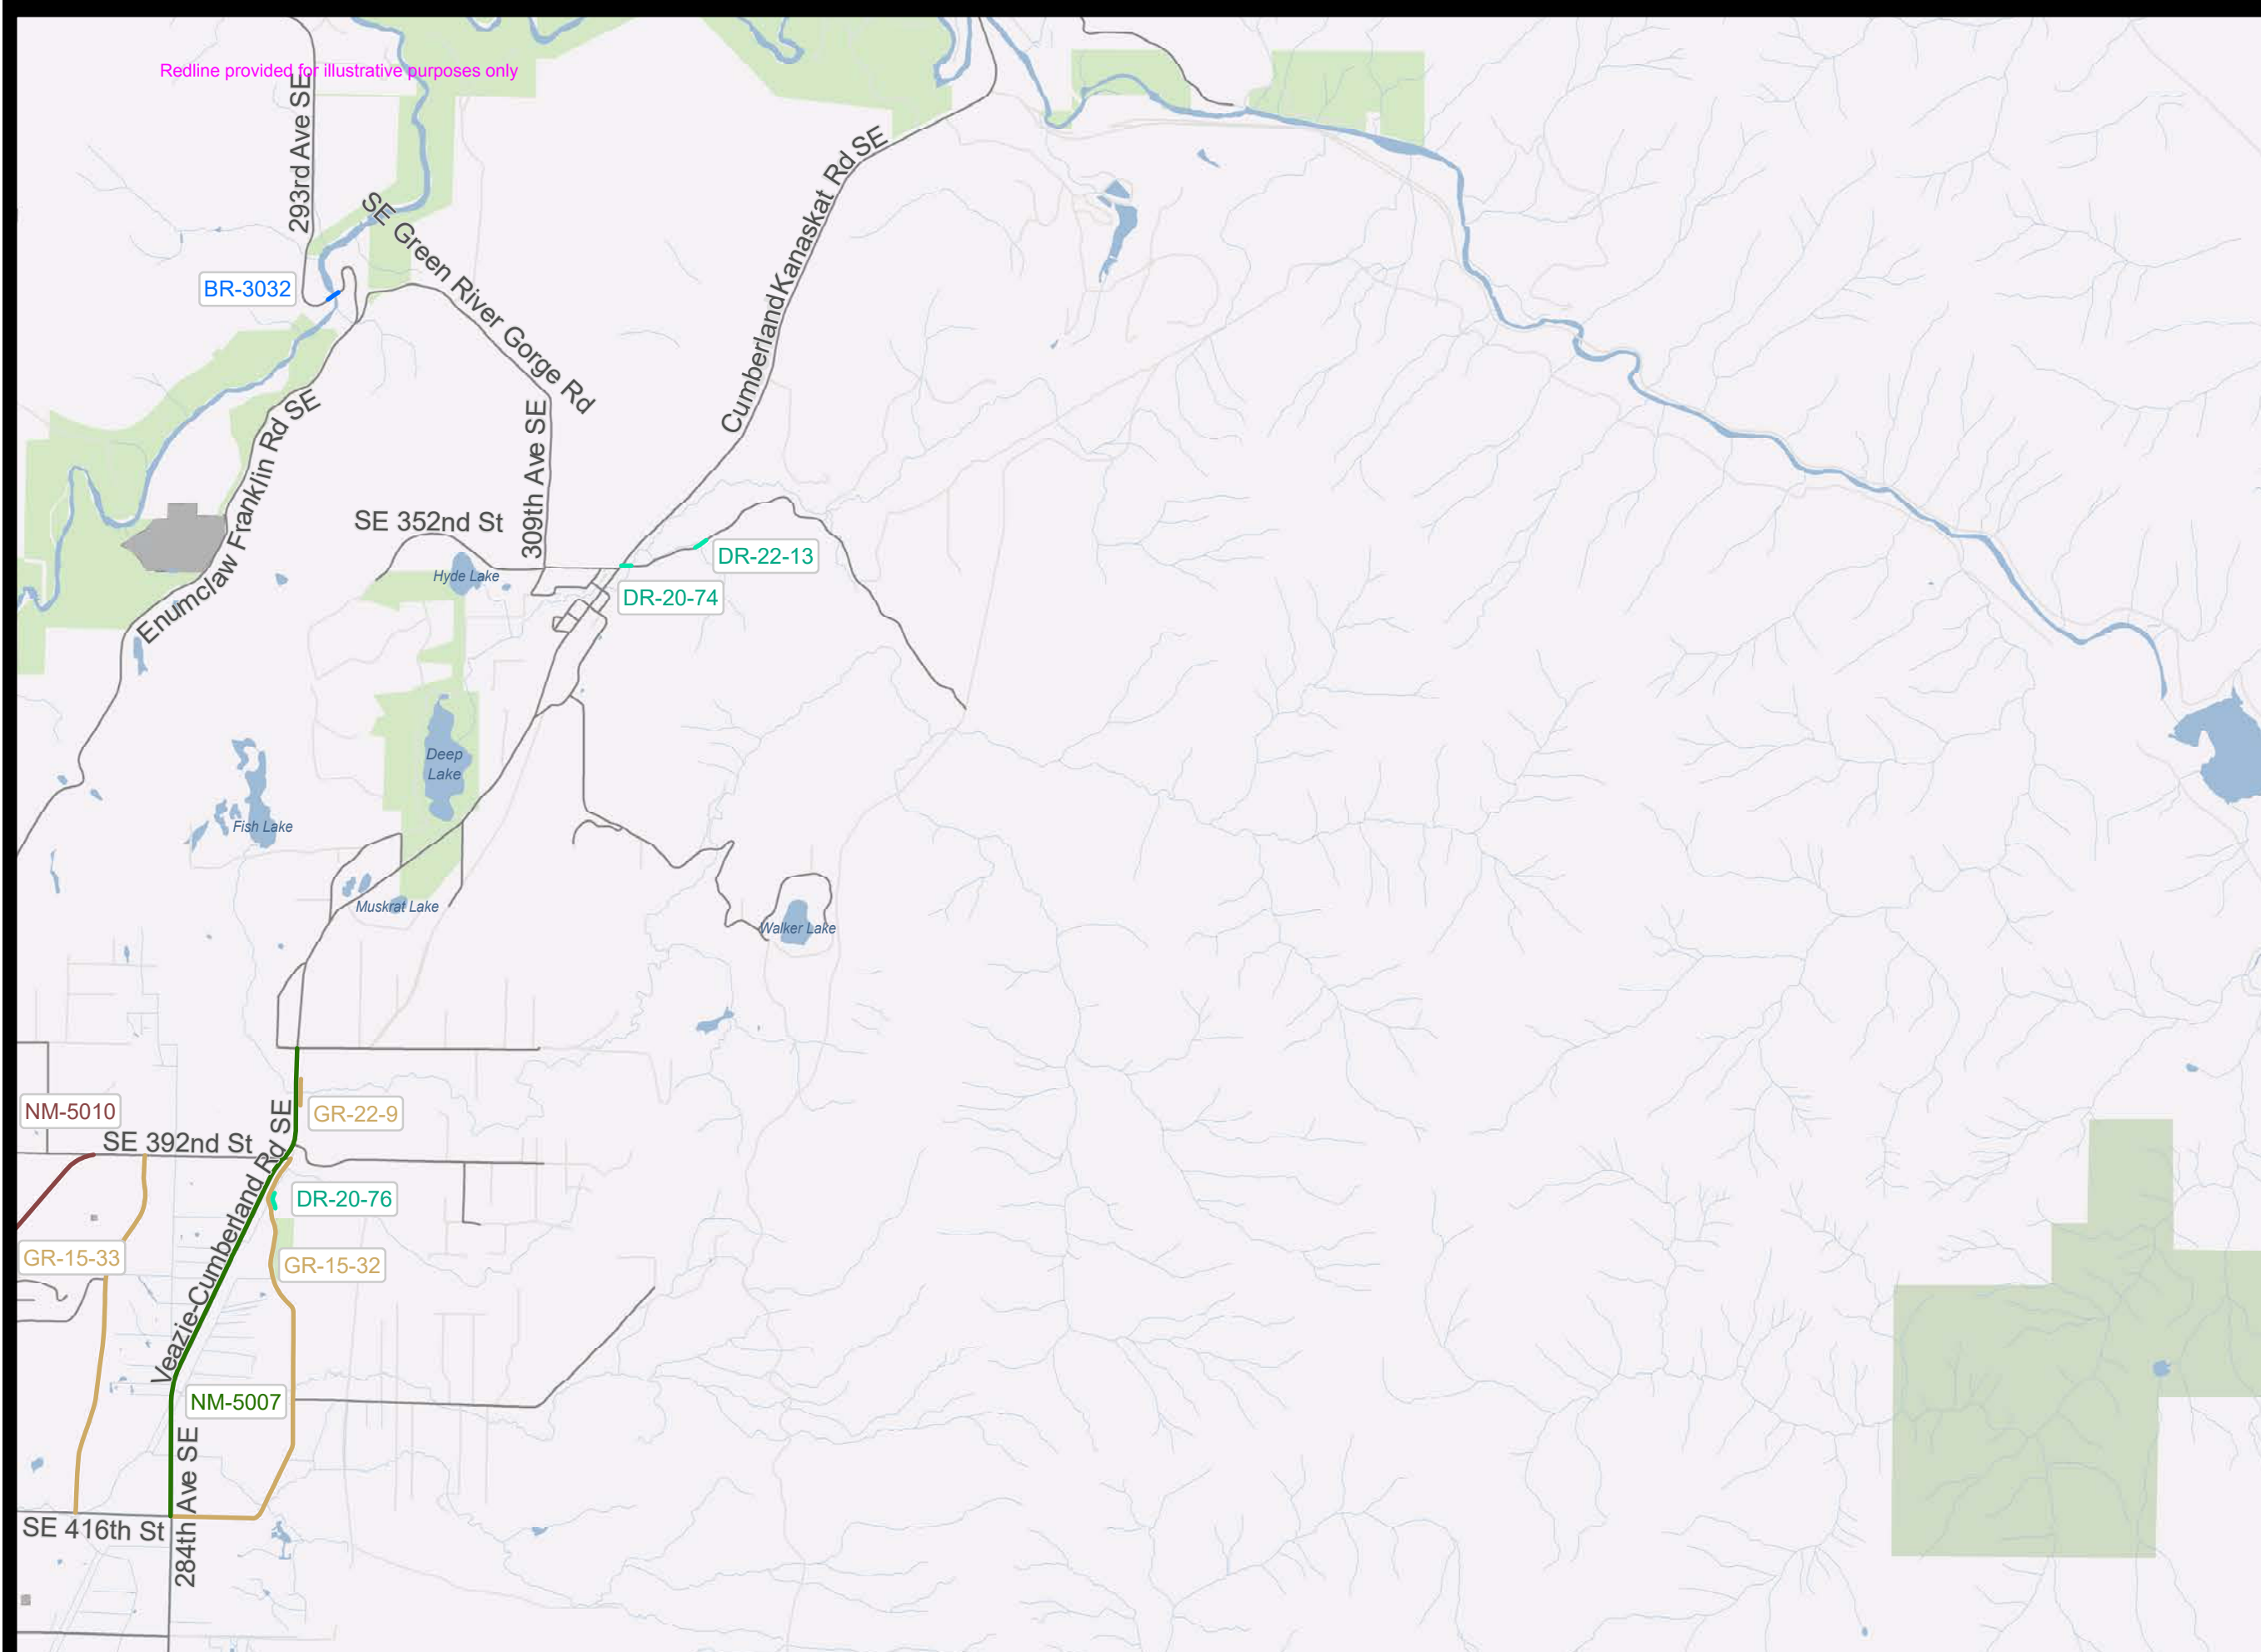 Redline provided for illustrative purposes only
293rd Ave SE
SE Green River Gorge Rd
Cumberland Kanaskat Rd SE
BR-3032
Enumclaw Franklin Rd SE
309th Ave SE
SE 352nd St
DR-22-13
Hyde Lake
DR-20-74
Deep
Lake
Fish Lake
Muskrat Lake
Walker Lake
NM-5010
GR-22-9
SE 392nd St
Veazie-Cumberland Rd SE
DR-20-76
GR-15-33
GR-15-32
NM-5007
284th Ave SE
SE 416th St